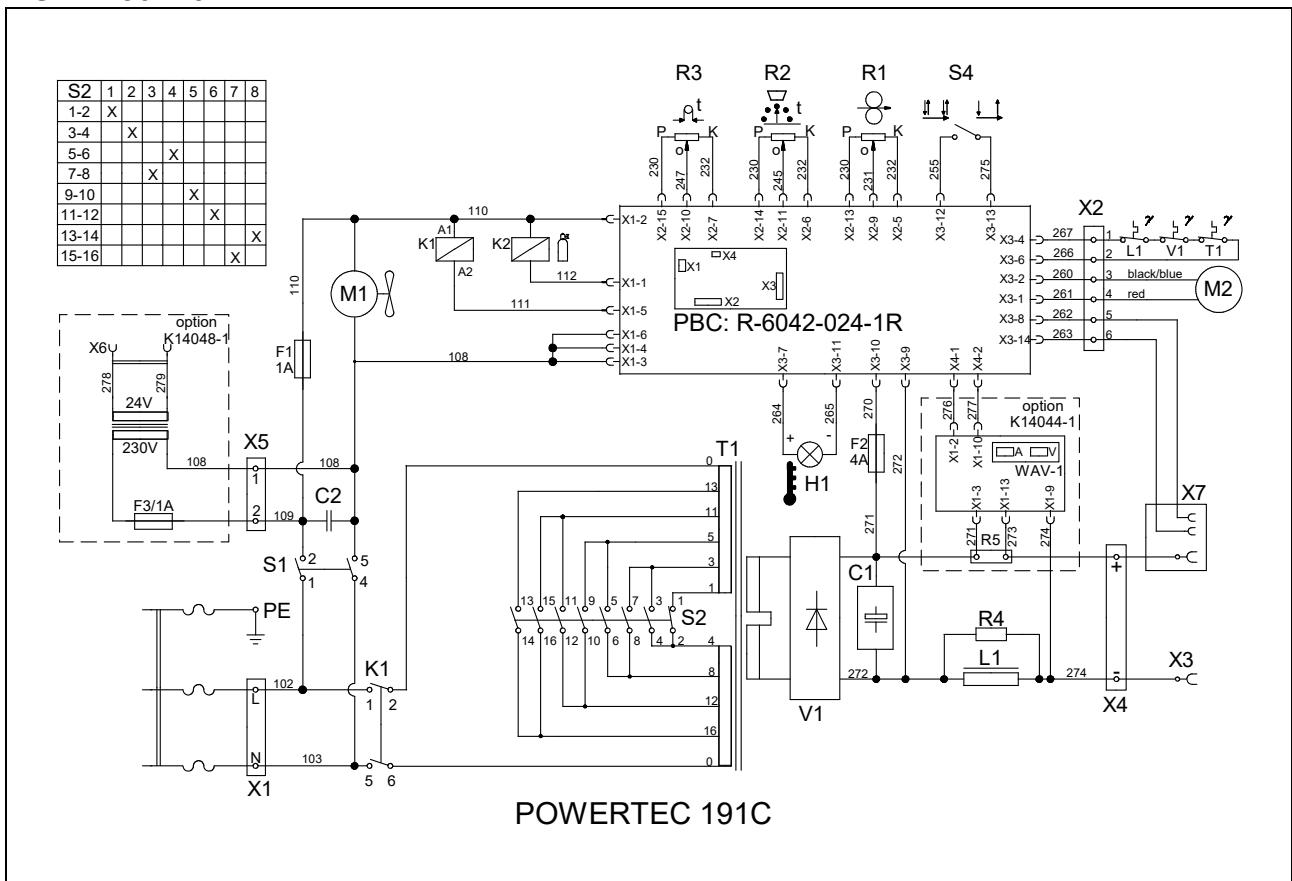 S2 1 2 3 4 5 6 7 8
1-2 X
3-4 X
5-6 X
7-8 X
9-10 X
11-12 X
13-14 X
15-16 X
R3
R2
R1
S4
t
t
P K
P K
P K
o
o
o
230 247 232
230 245 232
230 231 232
255 275
X2-15 X2-10 X2-7
X2-14 X2-11 X2-6
X2-13 X2-9 X2-5
X3-12 X3-13
110
X1-2
K1 A1 A2
K2
112
X1-1
111
X1-5
X1-6
X1-4
108
X1-3
110
M1
F1
1A
X1
X4
X3
X2
PBC: R-6042-024-1R
X2
X3-4 267 1
X3-6 266 2
X3-2 260 3 black/blue
X3-1 261 4 red
X3-8 262 5
X3-14 263 6
L1 V1 T1
M2
X3-7 X3-11 X3-10 X3-9 X4-1 X4-2
264 265 270 272 276 277
option
K14048-1
X6
278 279
24V
230V
108
F3/1A
X5
1
2
108
109
C2
S1
2 5
1 4
PE
+ -
H1
F2
4A
271
option
K14044-1
X1-2 X1-10
A V
WAV-1
X1-3 X1-13 X1-9
271 273 274
R5
X7
T1
0
13
11
5
3
1
13 15 11 9 5 7 3 1
S2
14 16 12 10 6 8 4 2
4
8
12
16
0
C1
V1
272
R4
L1
274
+
-
X4
X3
102
L
K1
1 2
N
103
5 6
X1
POWERTEC 191C